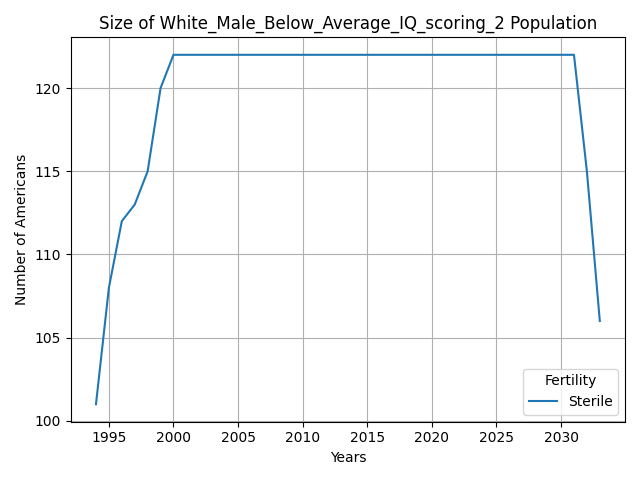 Size of White_Male_Below_Average_IQ_scoring_2 Population
Number of Americans
120
115
110
105
100
1995 2000 2005 2010 2015 2020 2025 2030
Years
Fertility
Sterile